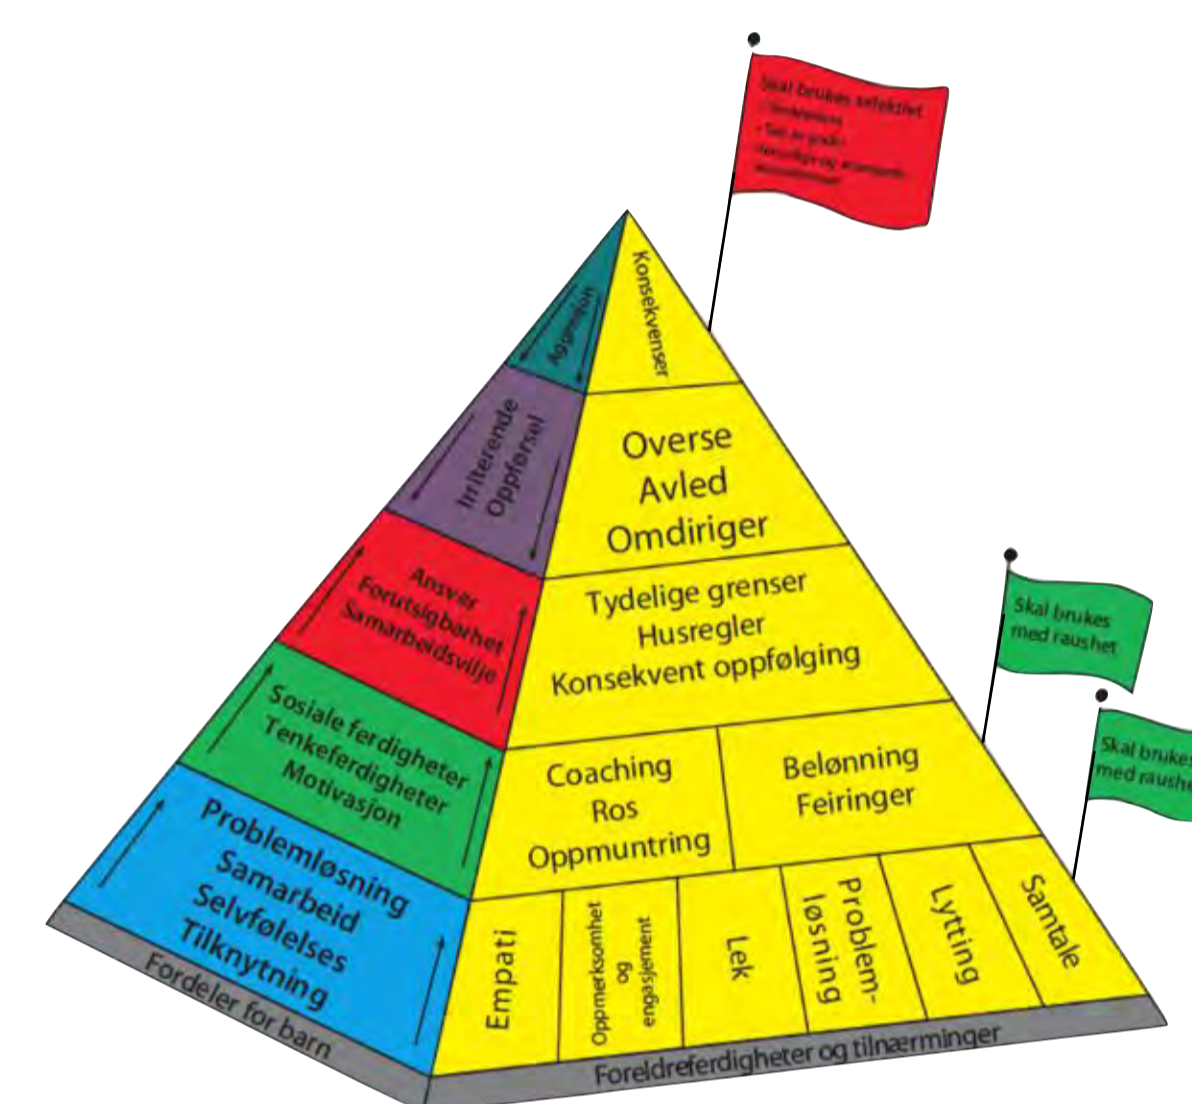 Skal brukes selektivt
Konsekvenser
Aggresjon
Overse
Avled
Omdiriger
Irriterende
Oppførsel
Tydelige grenser
Husregler
Konsekvent oppfølging
Ansvar
Forutsigbarhet
Samarbeidsvilje
Skal brukes
med raushet
Coaching
Ros
Oppmuntring
Belønning
Feiringer
Sosiale ferdigheter
Tenkeferdigheter
Motivasjon
Skal brukes
med
Empati
Oppmerksomhet
og
engasjement
Lek
Problem-
løsning
Lytting
Samtale
Problemløsning
Samarbeid
Selvfølelses
Tilknytning
Fordeler for barn
Foreldreferdigheter og tilnærminger